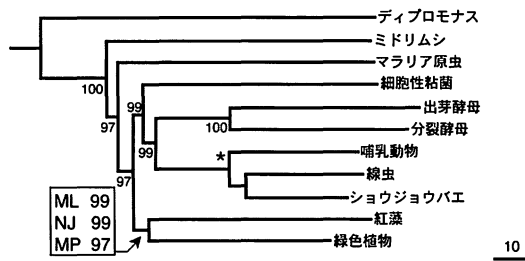 ディプロモナス
ミドリムシ
マラリア原虫
100
細胞性粘菌
97
99
出芽酵母
100
分裂酵母
99
哺乳動物
*
97
線虫
ショウジョウバエ
ML 99
NJ 99
MP 97
紅藻
緑色植物
10